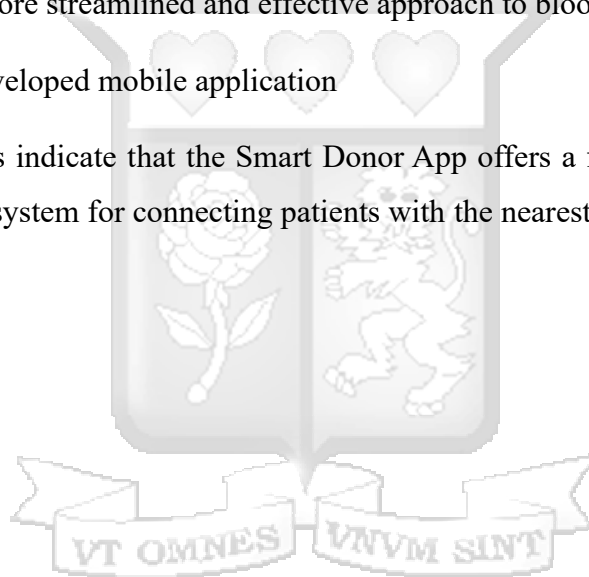 ore streamlined and effective approach to bloo
veloped mobile application
s indicate that the Smart Donor App offers a
system for connecting patients with the nearest
VT OMNES VNVM SINT